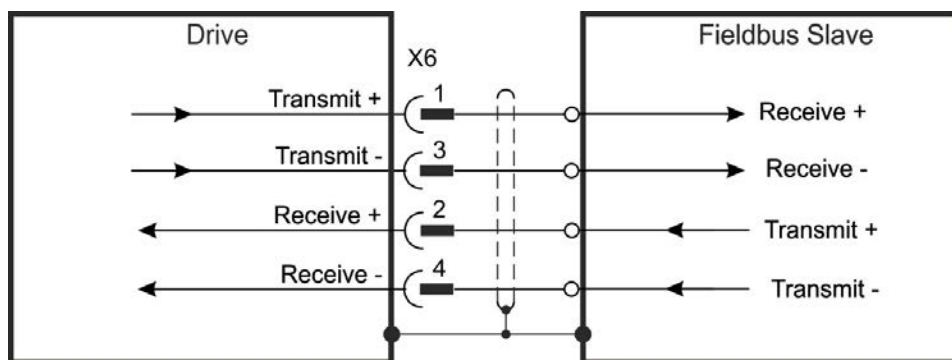 Drive
Fieldbus Slave
X6
Transmit +
1
Receive +
Transmit -
3
Receive -
Receive +
2
Transmit +
Receive -
4
Transmit -